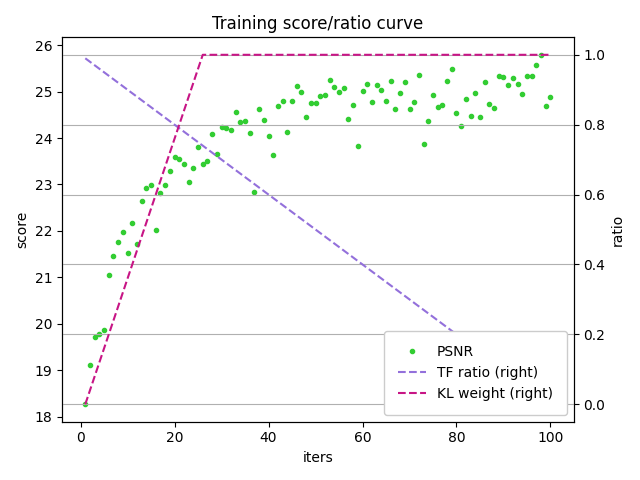 Training score/ratio curve
26
25
24
23
22
21
20
19
18
score
1.0
0.8
0.6
0.4
0.2
0.0
ratio
PSNR
TF ratio (right)
KL weight (right)
0 20 40 60 80 100
iters